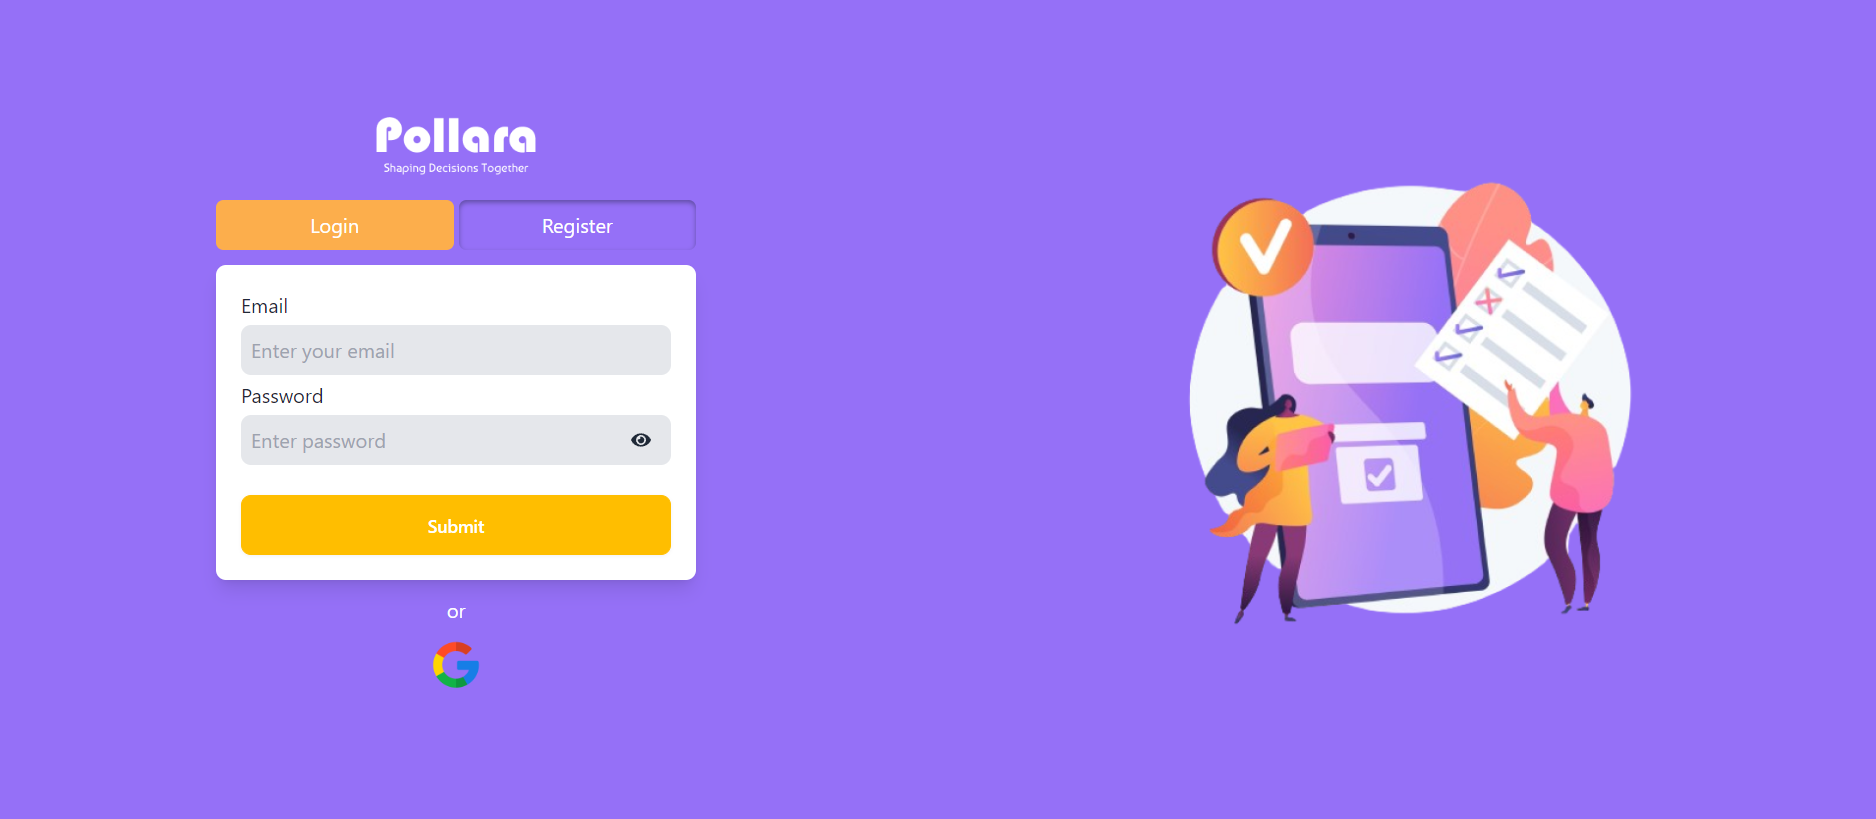 Pollara
Shaping Decisions Together
Login
Register
Email
Enter your email
Password
Enter password
Submit
or